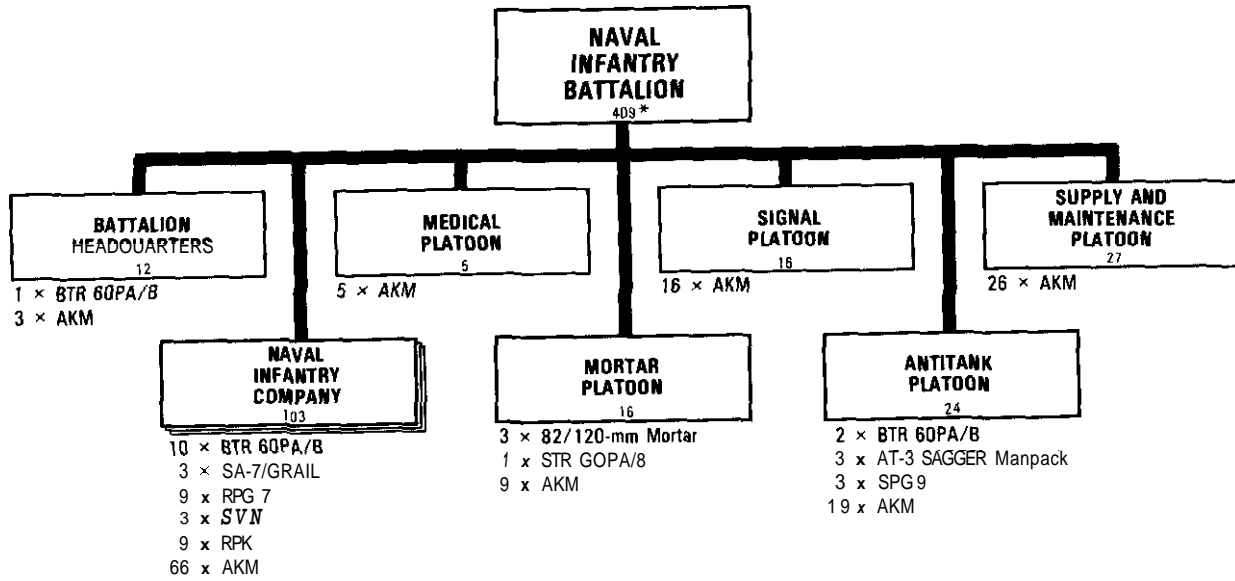 NAVAL
INFANTRY
BATTALION
409*
BATTALION
HEADOUARTERS
12
1 × BTR 60PA/B
3 × AKM
MEDICAL
PLATOON
5
5 × AKM
SIGNAL
PLATOON
16
16 × AKM
SUPPLY AND
MAINTENANCE
PLATOON
27
26 × AKM
NAVAL
INFANTRY
COMPANY
103
10 × BTR 60PA/B
3 × SA-7/GRAIL
9 x RPG 7
3 x SVN
9 x RPK
66 x AKM
MORTAR
PLATOON
16
3 × 82/120-mm Mortar
1 x STR GOPA/8
9 x AKM
ANTITANK
PLATOON
24
2 × BTR 60PA/B
3 x AT-3 SAGGER Manpack
3 x SPG9
19 x AKM